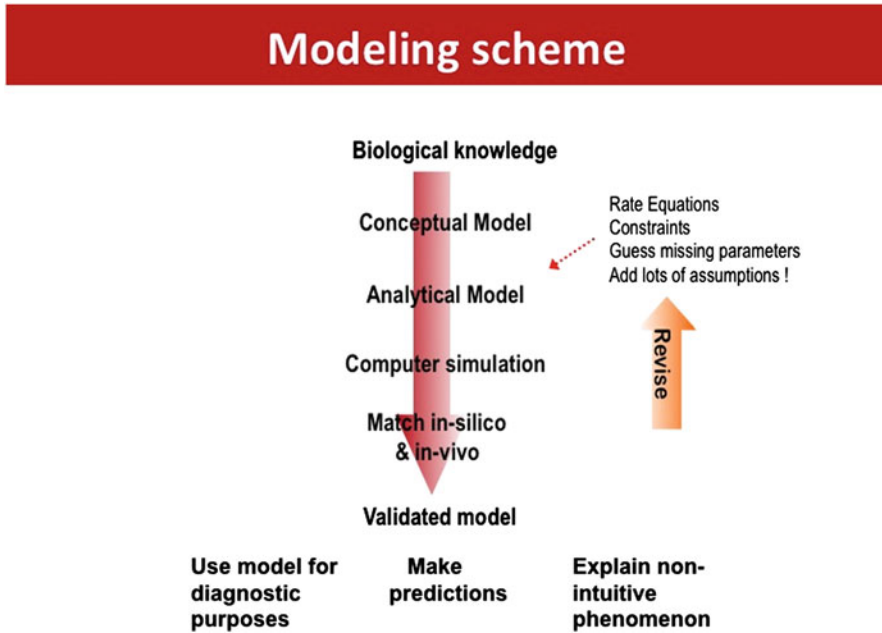 Modeling scheme
Biological knowledge
Conceptual Model
Rate Equations
Constraints
Guess missing parameters
Add lots of assumptions !
Analytical Model
Revise
Computer simulation
Match in-silico
& in-vivo
Validated model
Use model for
diagnostic
purposes
Make
predictions
Explain non-
intuitive
phenomenon